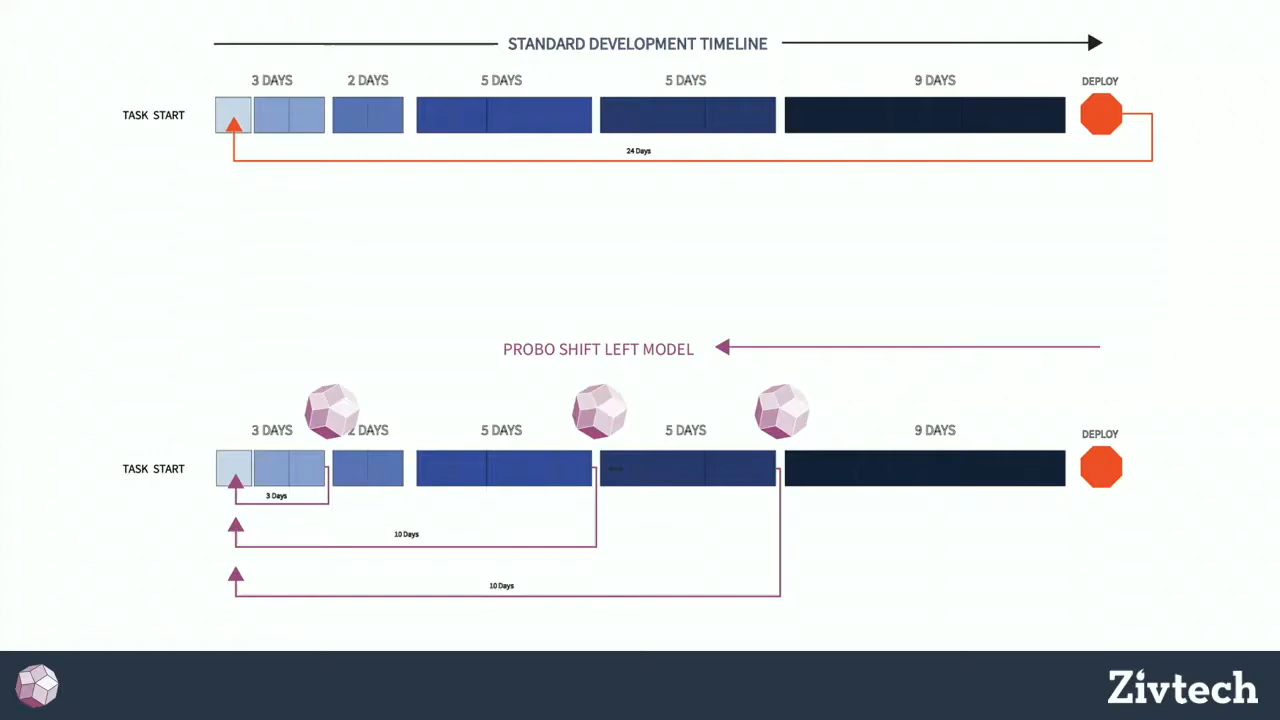 STANDARD DEVELOPMENT TIMELINE
3 DAYS 2 DAYS 5 DAYS 5 DAYS 9 DAYS DEPLOY
TASK START
24 Days
PROBO SHIFT LEFT MODEL
3 DAYS 2 DAYS 5 DAYS 5 DAYS 9 DAYS DEPLOY
TASK START
3 Days
10 Days
10 Days
Zivtech